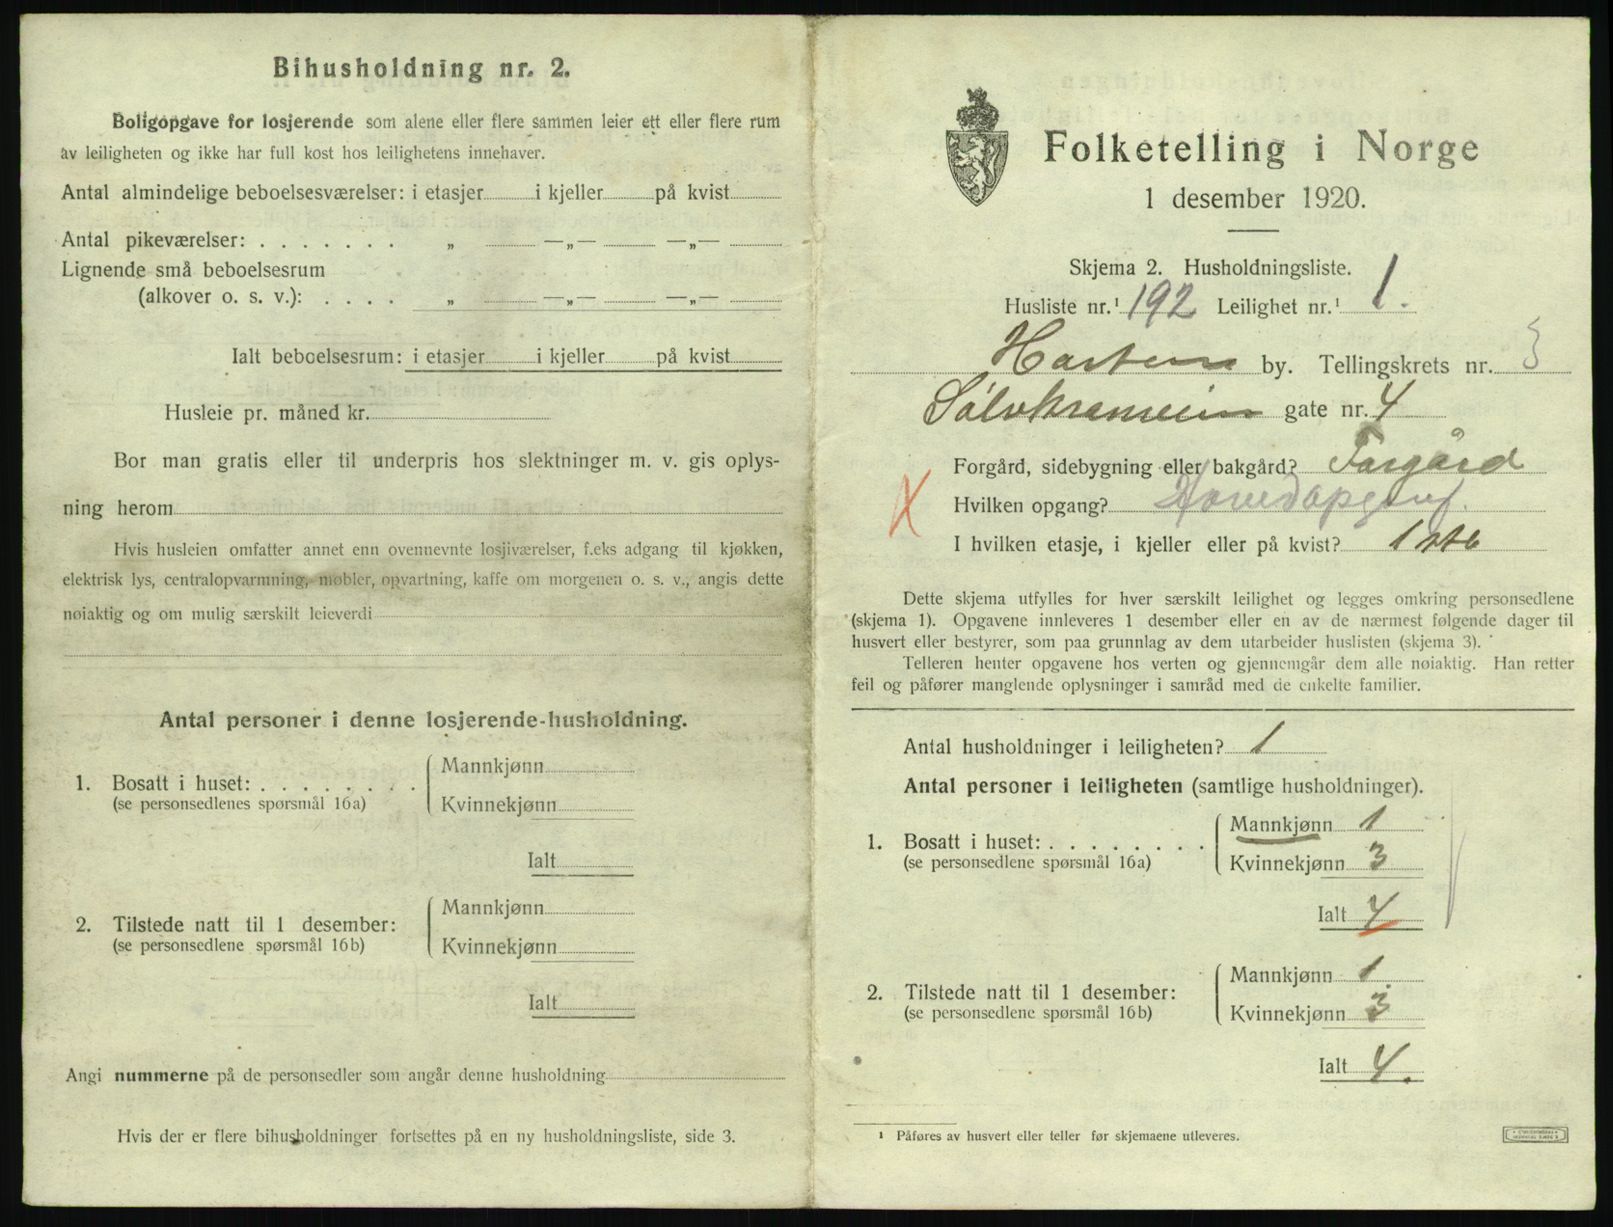 Bihusholdning nr. 2.
Boligopgave for losjerende som alene eller flere sammen leier ett eller flere rum
av leiligheten og ikke har full kost hos leilighetens innehaver.
Antal almindelige beboelsesværelser: i etasjer i kjeller på kvist
Antal pikeværelser: . . . . . . . „ —„— —„—
Lignende små beboelsesrum
(alkover o. s. v.): . . . . „ —„— —„—
Ialt beboelsesrum: i etasjer i kjeller på kvist
Husleie pr. måned kr.
Bor man gratis eller til underpris hos slektninger m. v. gis oplys-
ning herom
Hvis husleien omfatter annet enn ovennevnte losjiværelser, f.eks adgang til kjøkken,
elektrisk lys, centralopvarmning, møbler, opvartning, kaffe om morgenen o. s. v., angis dette
nøiaktig og om mulig særskilt leieverdi
Antal personer i denne losjerende-husholdning.
1. Bosatt i huset: . . . . . . . .
(se personsedlenes spørsmål 16a)
Mannkjønn
Kvinnekjønn
Ialt
2. Tilstede natt til 1 desember:
(se personsedlene spørsmål 16b)
Mannkjønn
Kvinnekjønn
Ialt
Angi nummerne på de personsedler som angår denne husholdning
Hvis der er flere bihusholdninger fortsettes på en ny husholdningsliste, side 3.
Folketelling i Norge
1 desember 1920.
Skjema 2. Husholdningsliste.
Husliste nr.¹ 192 Leilighet nr.¹ 1.
by. Tellingskrets nr. 3
gate nr. 4
Forgård, sidebygning eller bakgård? Forgård
Hvilken opgang? Hovedopgang.
I hvilken etasje, i kjeller eller på kvist? 1ste
Dette skjema utfylles for hver særskilt leilighet og legges omkring personsedlene
(skjema 1). Opgavene innleveres 1 desember eller en av de nærmest følgende dager til
husvert eller bestyrer, som paa grunnlag av dem utarbeider huslisten (skjema 3).
Telleren henter opgavene hos verten og gjennemgår dem alle nøiaktig. Han retter
feil og påfører manglende oplysninger i samråd med de enkelte familier.
Antal husholdninger i leiligheten? 1
Antal personer i leiligheten (samtlige husholdninger).
1. Bosatt i huset: . . . . . . . .
(se personsedlene spørsmål 16a)
Mannkjønn 1
Kvinnekjønn 3
Ialt 4
2. Tilstede natt til 1 desember:
(se personsedlene spørsmål 16b)
Mannkjønn 1.
Kvinnekjønn 3
Ialt 4.
¹ Påføres av husvert eller teller før skjemaene utleveres.